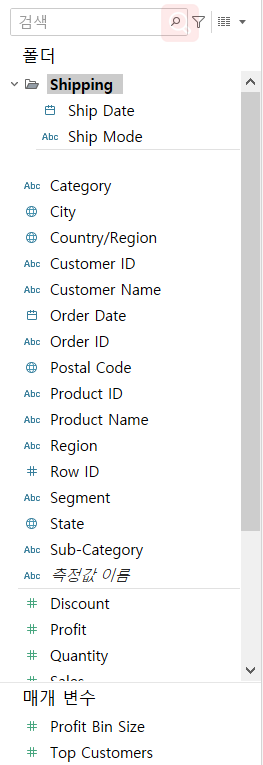 검색
폴더
Shipping
Ship Date
Abc Ship Mode
Abc Category
City
Country/Region
Abc Customer ID
Abc Customer Name
Order Date
Abc Order ID
Postal Code
Abc Product ID
Abc Product Name
Abc Region
# Row ID
Abc Segment
State
Abc Sub-Category
Abc 측정값 이름
# Discount
# Profit
# Quantity
# Sales
매개 변수
# Profit Bin Size
# Top Customers